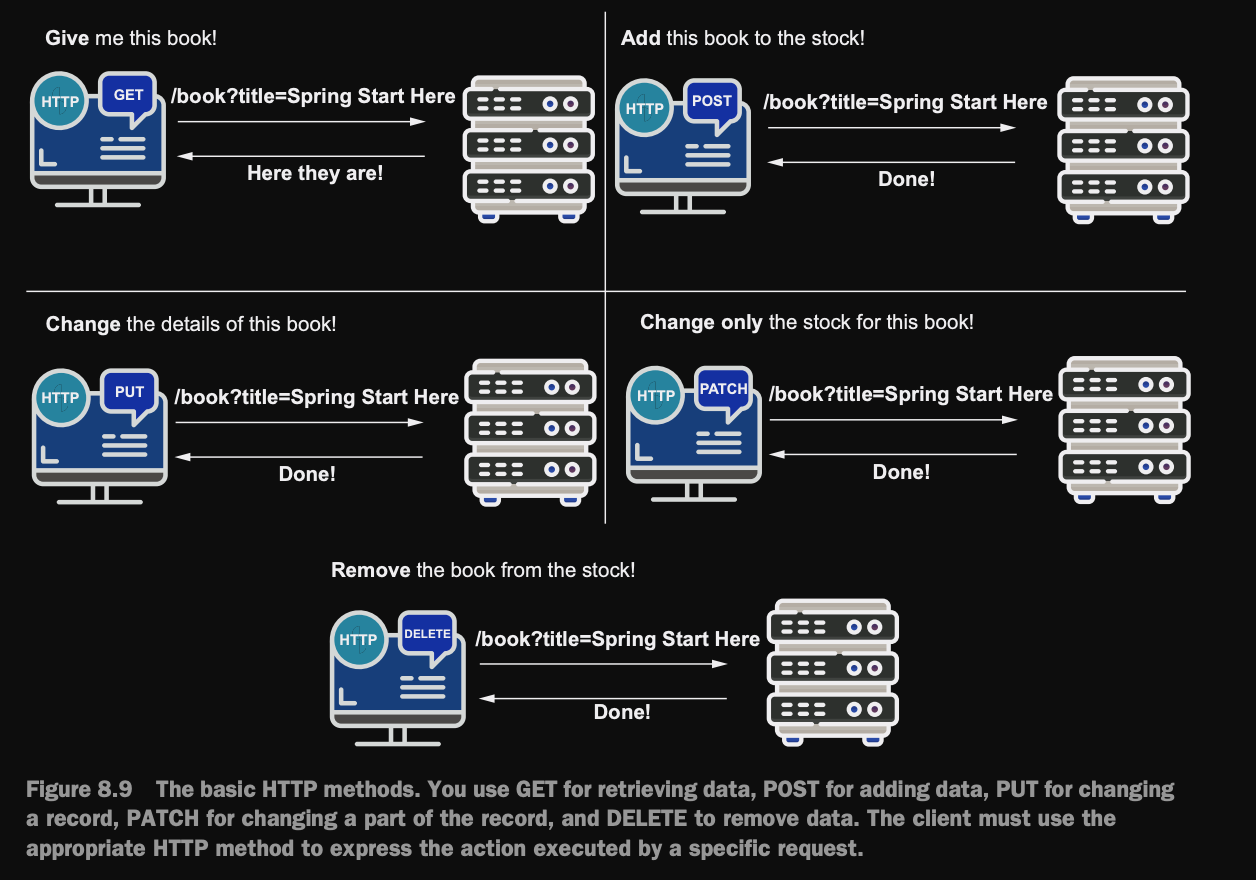 Give me this book!
HTTP
GET
/book?title=Spring Start Here
Here they are!
Add this book to the stock!
HTTP
POST
/book?title=Spring Start Here
Done!
Change the details of this book!
HTTP
PUT
/book?title=Spring Start Here
Done!
Change only the stock for this book!
HTTP
PATCH
/book?title=Spring Start Here
Done!
Remove the book from the stock!
HTTP
DELETE
/book?title=Spring Start Here
Done!
Figure 8.9 The basic HTTP methods. You use GET for retrieving data, POST for adding data, PUT for changing
a record, PATCH for changing a part of the record, and DELETE to remove data. The client must use the
appropriate HTTP method to express the action executed by a specific request.